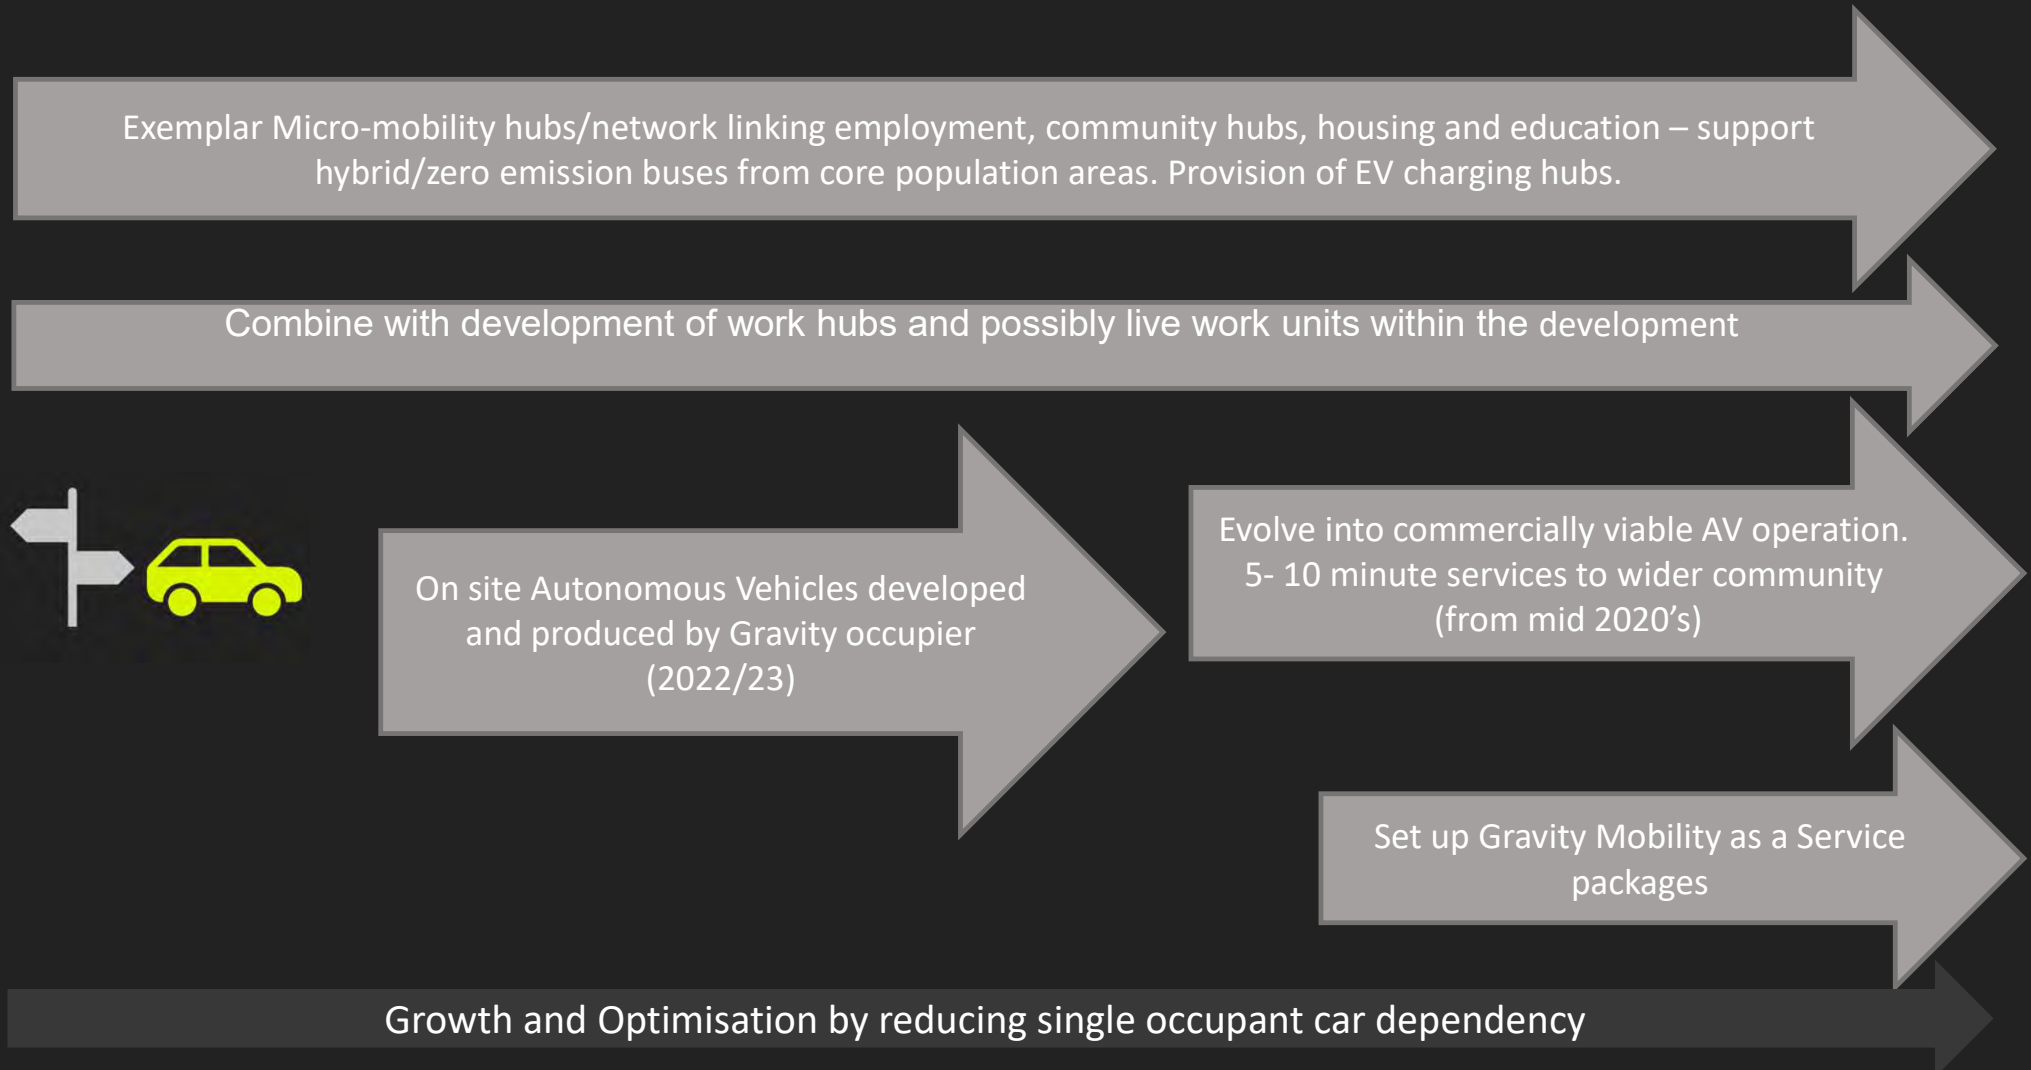 Exemplar Micro-mobility hubs/network linking employment, community hubs, housing and education – support
hybrid/zero emission buses from core population areas. Provision of EV charging hubs.
Combine with development of work hubs and possibly live work units within the development
On site Autonomous Vehicles developed
and produced by Gravity occupier
(2022/23)
Evolve into commercially viable AV operation.
5- 10 minute services to wider community
(from mid 2020’s)
Set up Gravity Mobility as a Service
packages
Growth and Optimisation by reducing single occupant car dependency